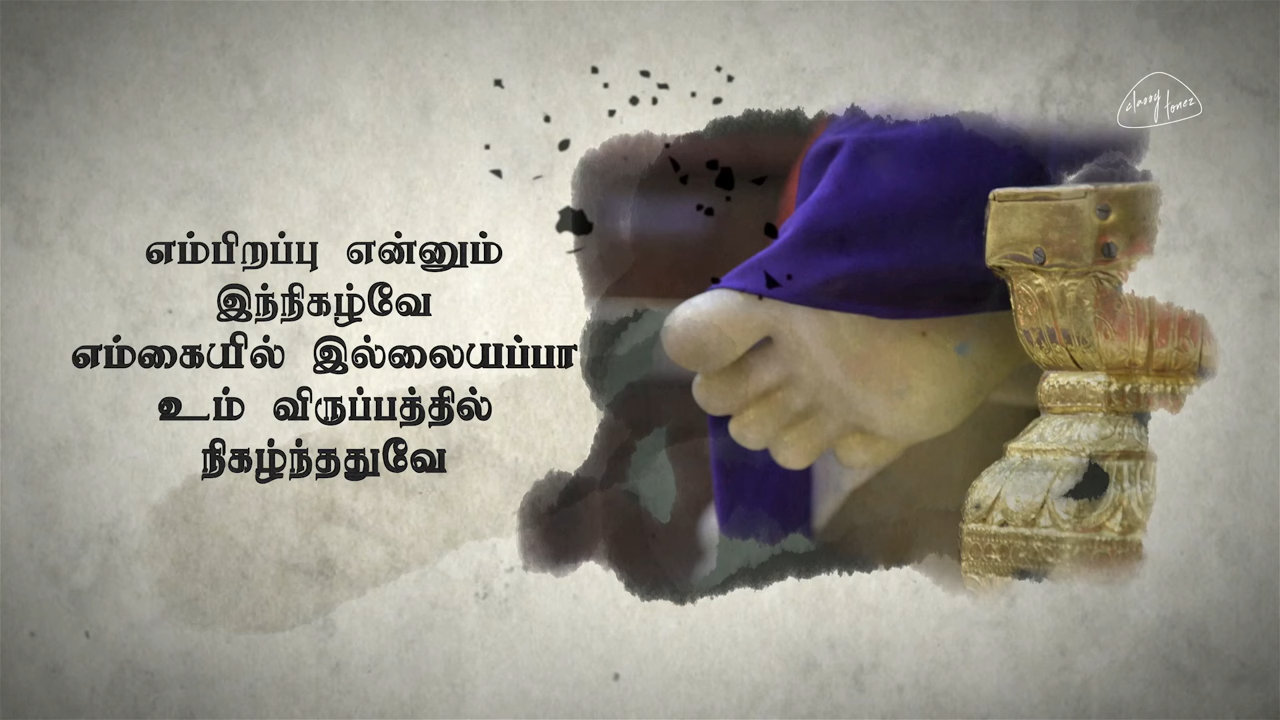 எம்பிறப்பு என்னும்
இந்நிகழ்வே
எம்கையில் இல்லையப்பா
உம் விருப்பத்தில்
நிகழ்ந்ததுவே
classy tonez